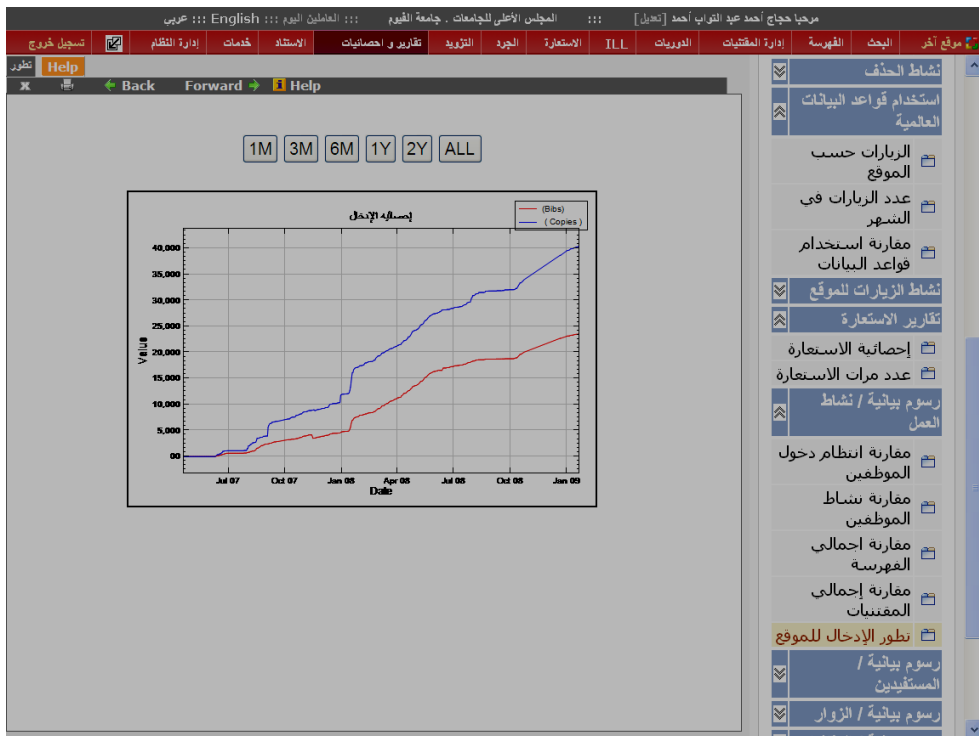 مرحبا حجاج أحمد عبد التواب أحمد [تعديل] ::: المجلس الأعلى للجامعات . جامعة الفيوم ::: العاملين اليوم ::: English ::: عربى
موقع آخر البحث الفهرسة إدارة المقتنيات الدوريات ILL الاستعارة الجرد التزويد تقارير و احصائيات الاستناد خدمات إدارة النظام تسجيل خروج
Help تطور
x Back Forward Help
1M 3M 6M 1Y 2Y ALL
إحصائية الإدخال
(Bibs)
( Copies )
40,000
35,000
30,000
25,000
20,000
15,000
10,000
5,000
00
Value
Jul 07 Oct 07 Jan 08 Apr 08 Jul 08 Oct 08 Jan 09
Date
نشاط الحذف
استخدام قواعد البيانات
العالمية
الزيارات حسب
الموقع
عدد الزيارات في
الشهر
مقارنة استخدام
قواعد البيانات
نشاط الزيارات للموقع
تقارير الاستعارة
إحصائية الاستعارة
عدد مرات الاستعارة
رسوم بيانية / نشاط
العمل
مقارنة انتظام دخول
الموظفين
مقارنة نشاط
الموظفين
مقارنة اجمالي
الفهرسة
مقارنة إجمالي
المقتنيات
تطور الإدخال للموقع
رسوم بيانية /
المستفيدين
رسوم بيانية / الزوار